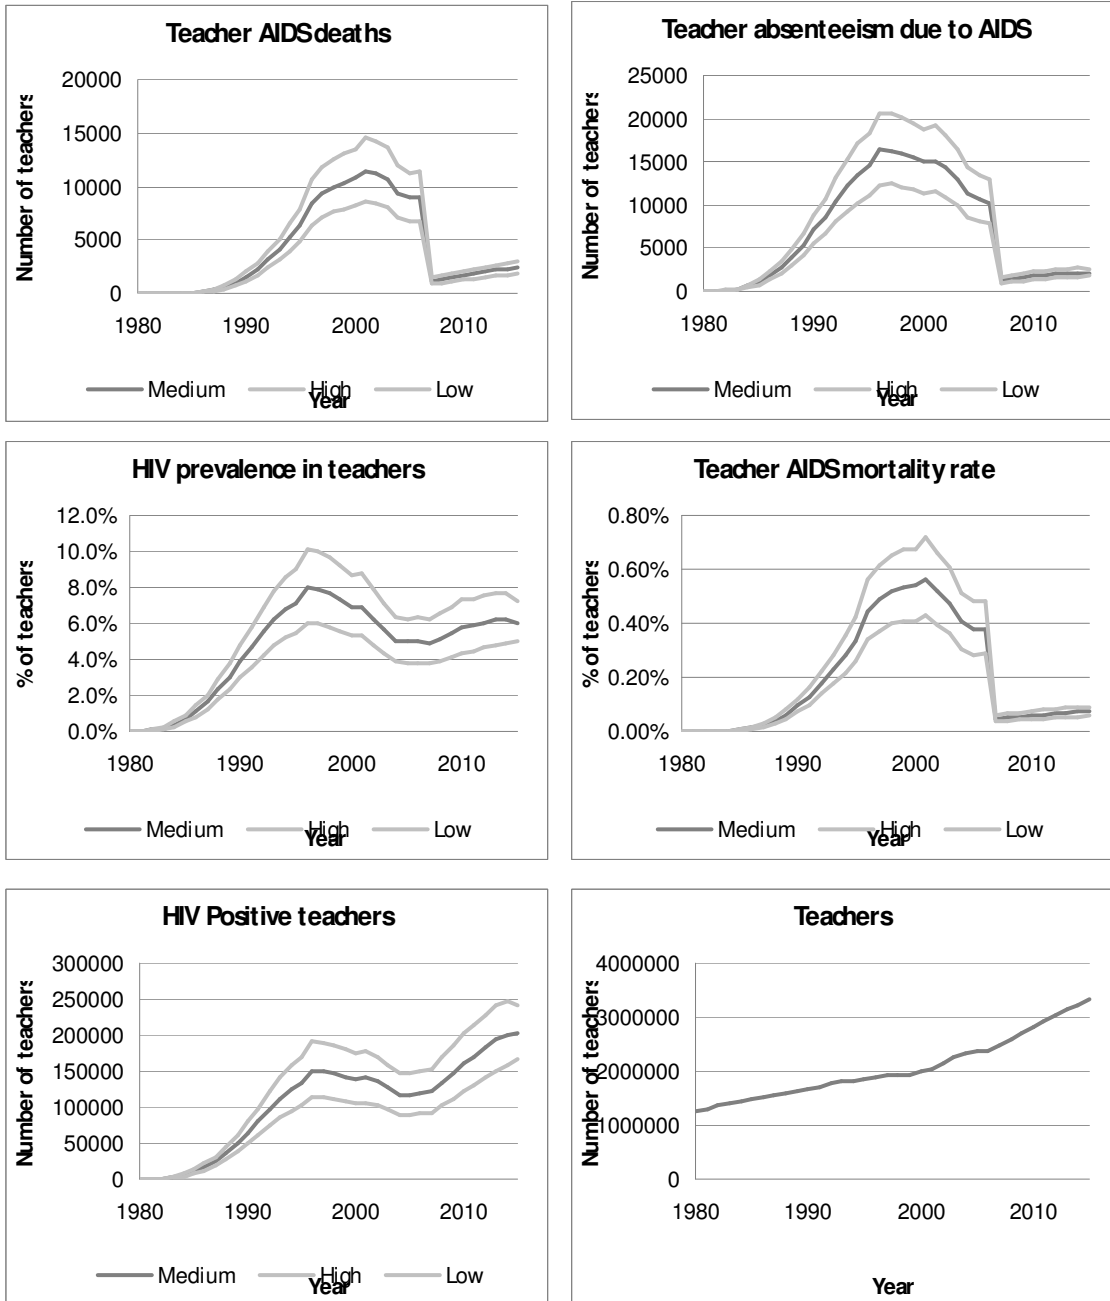 Teacher AIDS deaths
Number of teachers
20000
15000
10000
5000
0
1980 1990 2000 2010
Medium High Low
Year
Teacher absenteeism due to AIDS
Number of teachers
25000
20000
15000
10000
5000
0
1980 1990 2000 2010
Medium High Low
Year
HIV prevalence in teachers
% of teachers
12.0%
10.0%
8.0%
6.0%
4.0%
2.0%
0.0%
1980 1990 2000 2010
Medium High Low
Year
Teacher AIDS mortality rate
% of teachers
0.80%
0.60%
0.40%
0.20%
0.00%
1980 1990 2000 2010
Medium High Low
Year
HIV Positive teachers
Number of teachers
300000
250000
200000
150000
100000
50000
0
1980 1990 2000 2010
Medium High Low
Year
Teachers
Number of teachers
4000000
3000000
2000000
1000000
0
1980 1990 2000 2010
Year